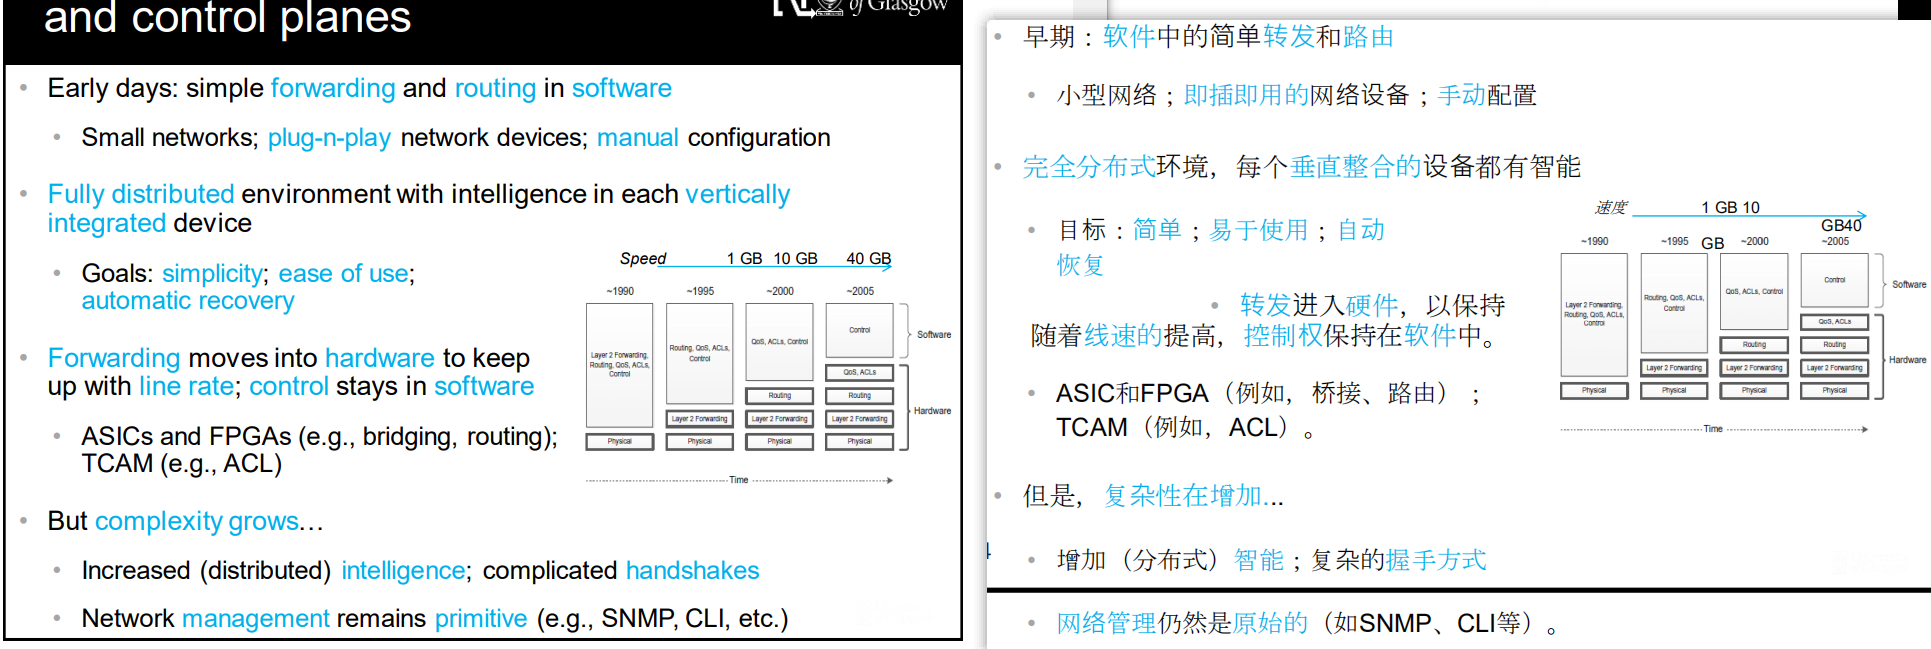 and control planes
of Glasgow
• Early days: simple forwarding and routing in software
• Small networks; plug-n-play network devices; manual configuration
• Fully distributed environment with intelligence in each vertically
integrated device
• Goals: simplicity; ease of use;
automatic recovery
• Forwarding moves into hardware to keep
up with line rate; control stays in software
• ASICs and FPGAs (e.g., bridging, routing);
TCAM (e.g., ACL)
Speed 1 GB 10 GB 40 GB
~1990 ~1995 ~2000 ~2005
Layer 2 Forwarding,
Routing, QoS, ACLs,
Control
Physical
Routing, QoS, ACLs,
Control
Layer 2 Forwarding
Physical
QoS, ACLs, Control
Routing
Layer 2 Forwarding
Physical
Control
QoS, ACLs
Routing
Layer 2 Forwarding
Physical
Software
Hardware
Time
• But complexity grows…
• Increased (distributed) intelligence; complicated handshakes
• Network management remains primitive (e.g., SNMP, CLI, etc.)
• 早期：软件中的简单转发和路由
• 小型网络；即插即用的网络设备；手动配置
• 完全分布式环境，每个垂直整合的设备都有智能
• 目标：简单；易于使用；自动
恢复
• 转发进入硬件，以保持
随着线速的提高，控制权保持在软件中。
• ASIC和FPGA（例如，桥接、路由）；
TCAM（例如，ACL）。
速度 1 GB 10
GB40
~1990 ~1995 GB ~2000 ~2005
Layer 2 Forwarding,
Routing, QoS, ACLs,
Control
Physical
Routing, QoS, ACLs,
Control
Layer 2 Forwarding
Physical
QoS, ACLs, Control
Routing
Layer 2 Forwarding
Physical
Control
QoS, ACLs
Routing
Layer 2 Forwarding
Physical
Software
Hardware
Time
• 但是，复杂性在增加...
• 增加（分布式）智能；复杂的握手方式
• 网络管理仍然是原始的（如SNMP、CLI等）。